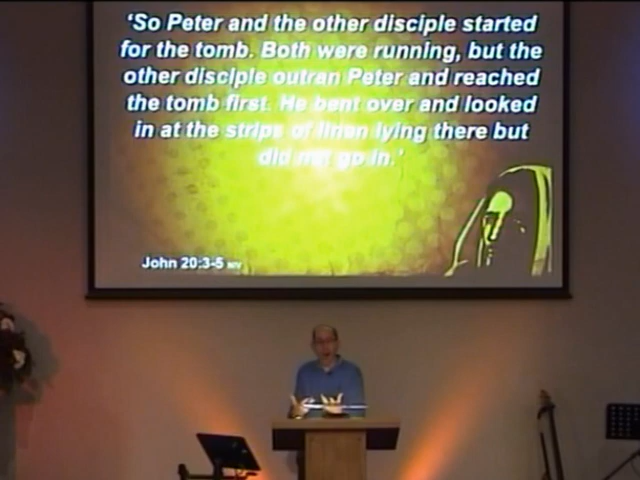 ‘So Peter and the other disciple started
for the tomb. Both were running, but the
other disciple outran Peter and reached
the tomb first. He bent over and looked
in at the strips of linen lying there but
did not go in.’
John 20:3-5 NIV